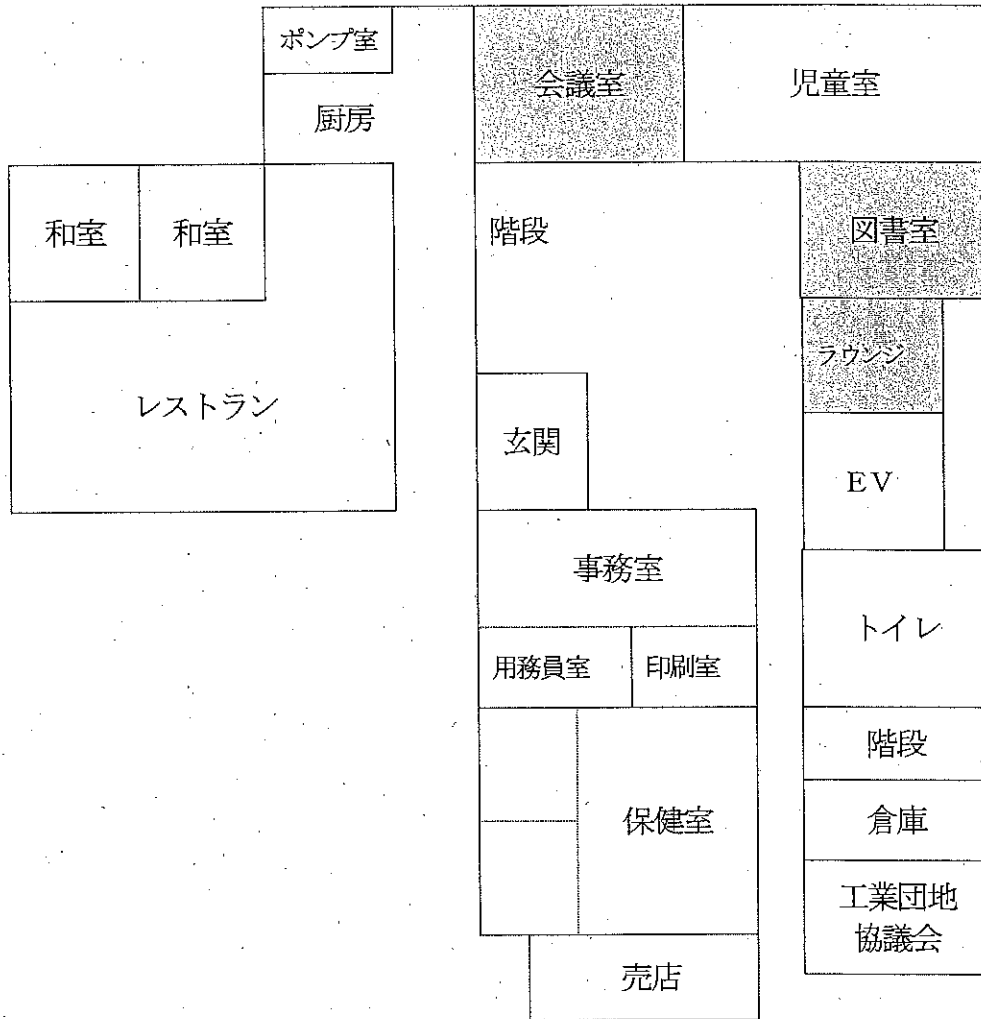 ポンプ室
会議室
児童室
厨房
和室
和室
階段
図書室
ラウンジ
レストラン
玄関
EV
事務室
トイレ
用務員室
印刷室
階段
保健室
倉庫
工業団地
協議会
売店